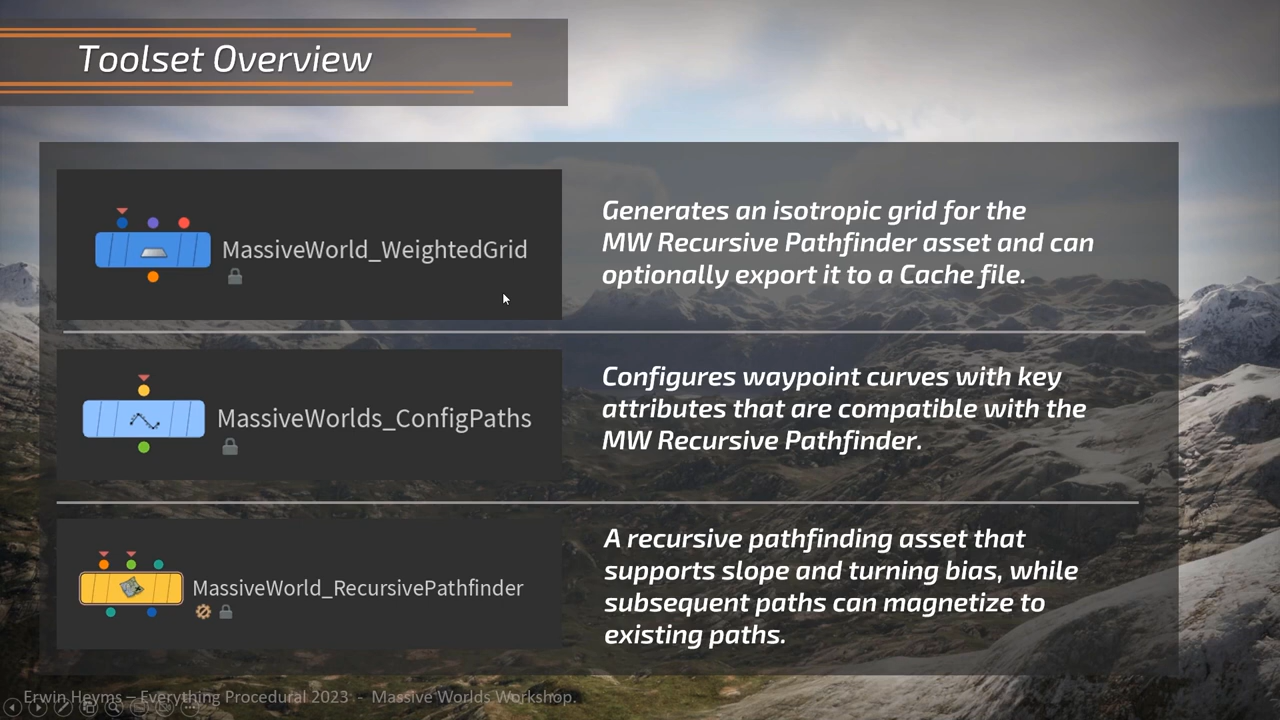 Toolset Overview
MassiveWorld_WeightedGrid
Generates an isotropic grid for the
MW Recursive Pathfinder asset and can
optionally export it to a Cache file.
MassiveWorlds_ConfigPaths
Configures waypoint curves with key
attributes that are compatible with the
MW Recursive Pathfinder.
MassiveWorld_RecursivePathfinder
A recursive pathfinding asset that
supports slope and turning bias, while
subsequent paths can magnetize to
existing paths.
Erwin Heyms – Everything Procedural 2023 - Massive Worlds Workshop.